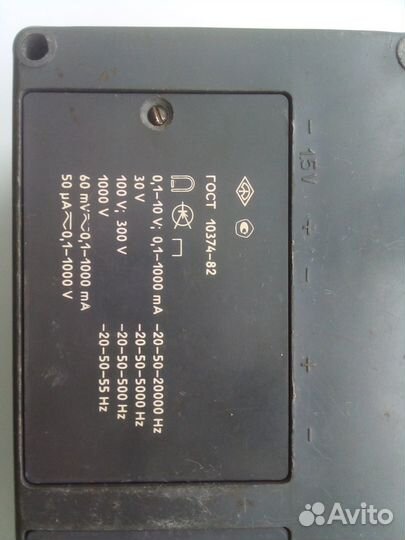 - 15V + - + -
ГОСТ 10374-82
0,1-10V; 0,1-1000 mA -20-50-20000 Hz
30 V -20-50-5000 Hz
100 V; 300 V -20-50-500 Hz
1000 V -20-50-55 Hz
60 mV ≂ 0,1-1000 mA
50 µA ≂ 0,1-1000 V
Avito